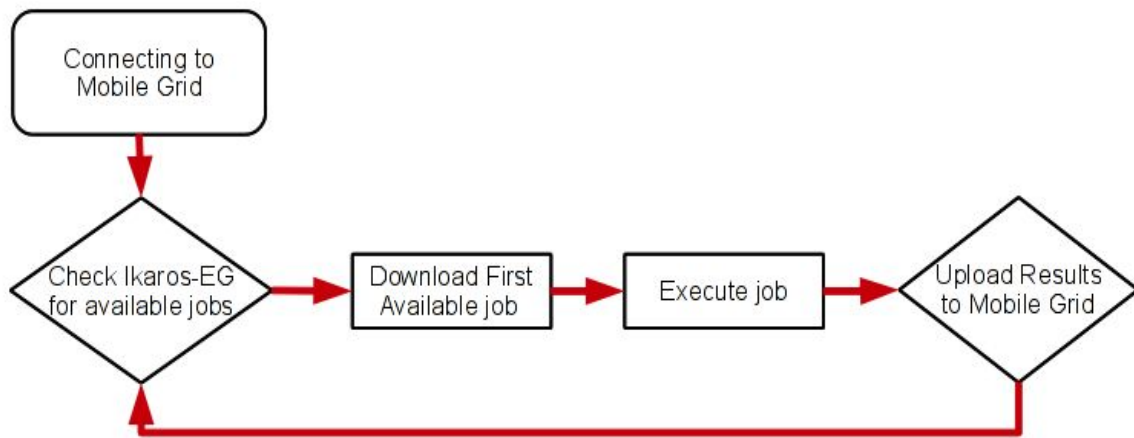 Connecting to
Mobile Grid
Check Ikaros-EG
for available jobs
Download First
Available job
Execute job
Upload Results
to Mobile Grid